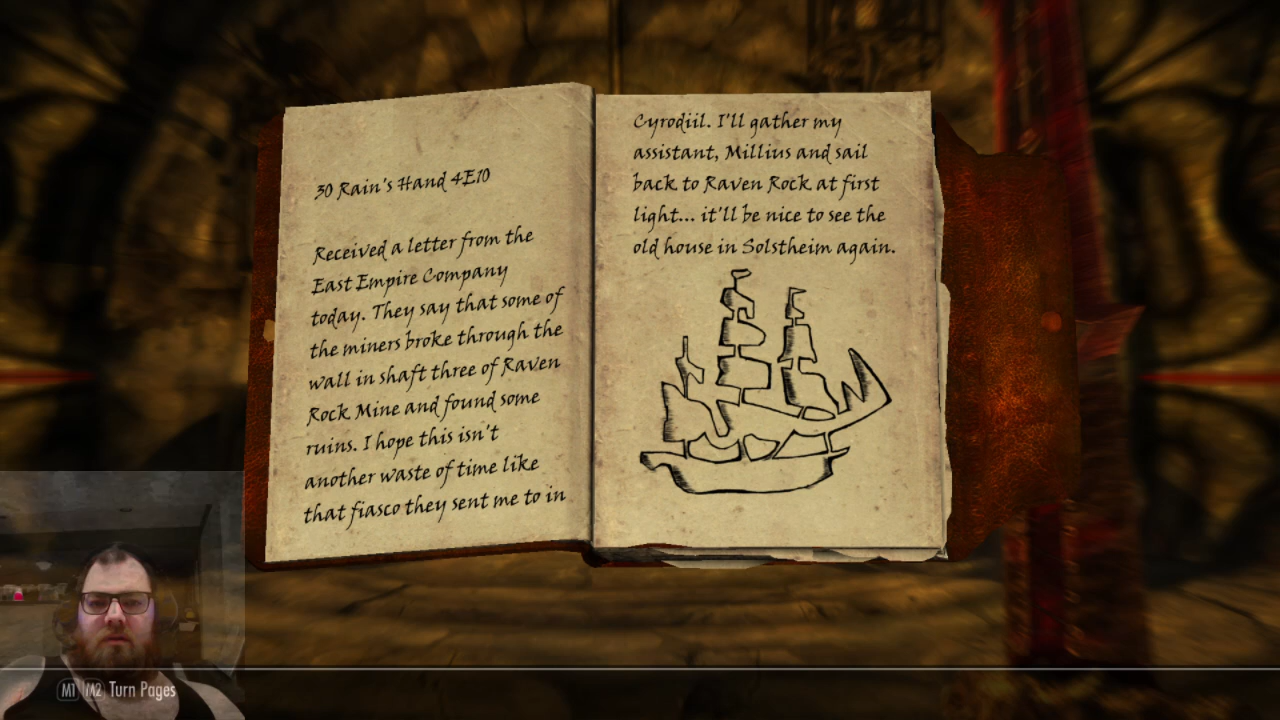 30 Rain's Hand 4E10
Received a letter from the
East Empire Company
today. They say that some of
the miners broke through the
wall in shaft three of Raven
Rock Mine and found some
ruins. I hope this isn't
another waste of time like
that fiasco they sent me to in
Cyrodiil. I'll gather my
assistant, Millius and sail
back to Raven Rock at first
light... it'll be nice to see the
old house in Solstheim again.
M1 M2 Turn Pages